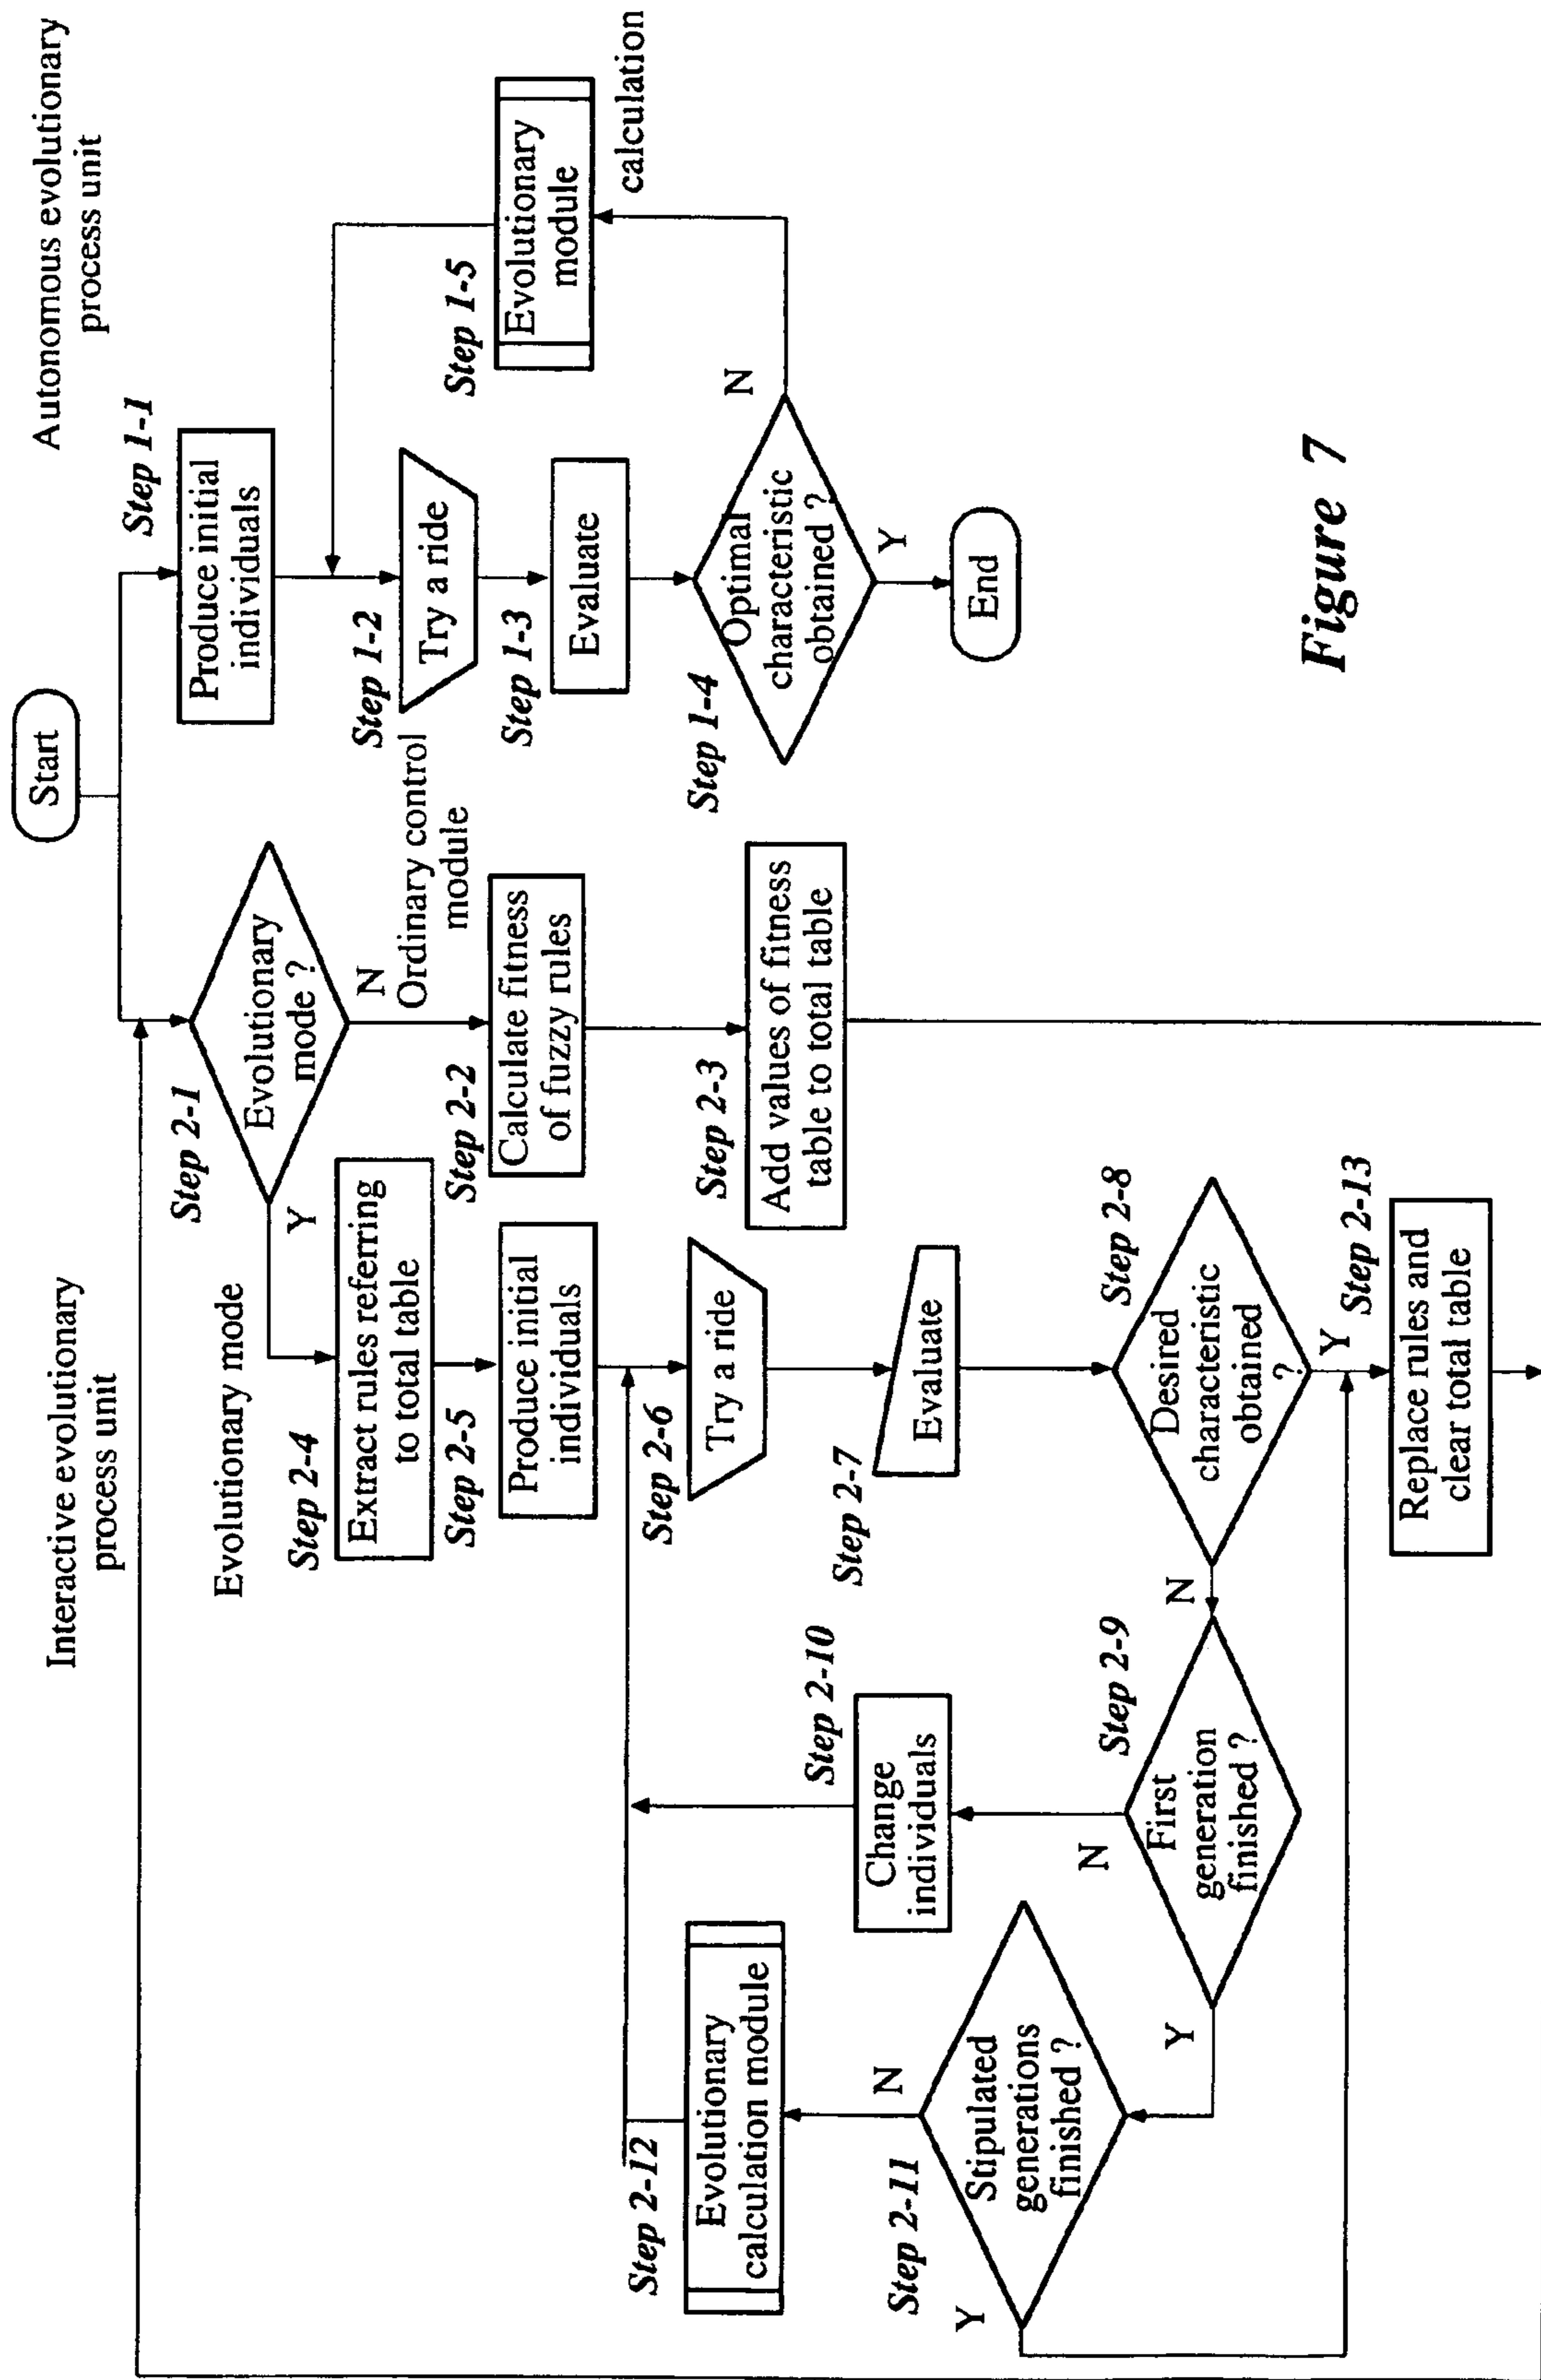 Start
Interactive evolutionary
process unit
Autonomous evolutionary
process unit
Step 1-1
Produce initial
individuals
Step 1-2
Try a ride
Step 1-3
Evaluate
Step 1-4
Optimal
characteristic
obtained ?
N
Y
Step 1-5
Evolutionary
module
calculation
End
Step 2-1
Evolutionary
mode ?
Y
N
Ordinary control
module
Step 2-2
Calculate fitness
of fuzzy rules
Step 2-3
Add values of fitness
table to total table
Evolutionary mode
Step 2-4
Extract rules referring
to total table
Step 2-5
Produce initial
individuals
Step 2-6
Try a ride
Step 2-7
Evaluate
Step 2-8
Desired
characteristic
obtained
?
N
Y
Step 2-9
First
generation
finished ?
N
Y
Step 2-10
Change
individuals
Step 2-11
Stipulated
generations
finished ?
N
Y
Step 2-12
Evolutionary
calculation module
Step 2-13
Replace rules and
clear total table
Figure 7